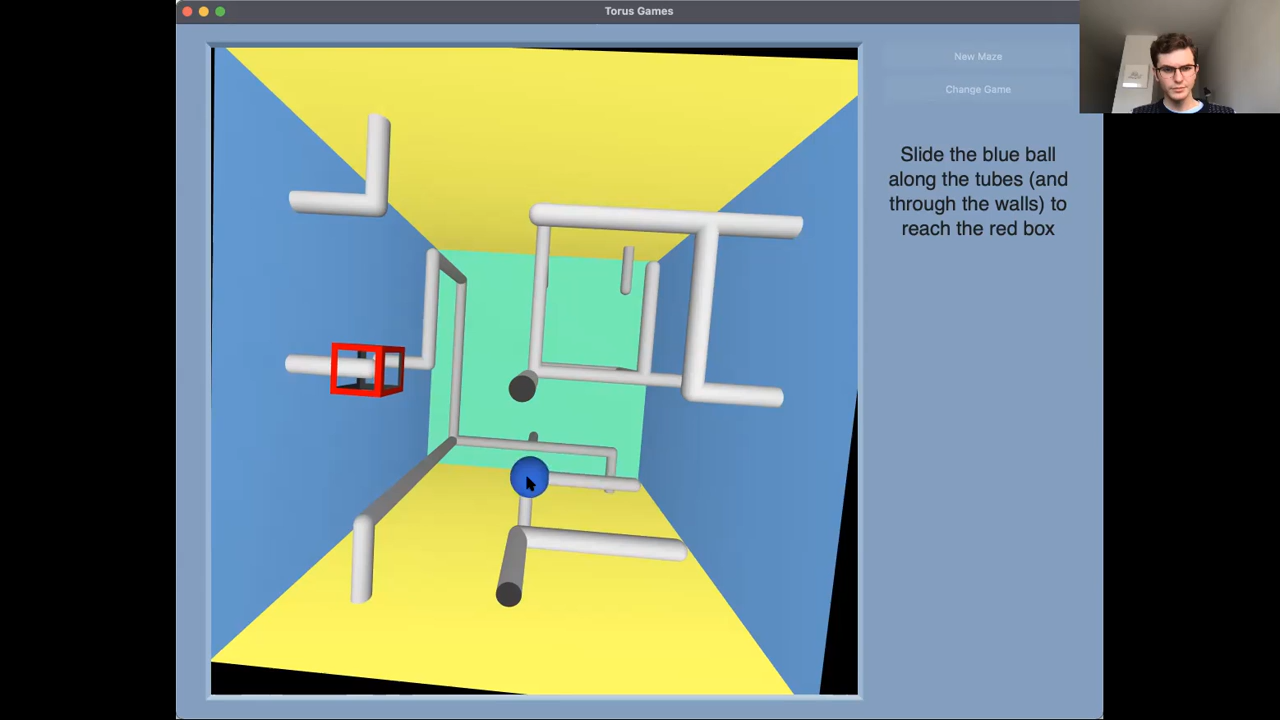 Torus Games
New Maze
Change Game
Slide the blue ball
along the tubes (and
through the walls) to
reach the red box